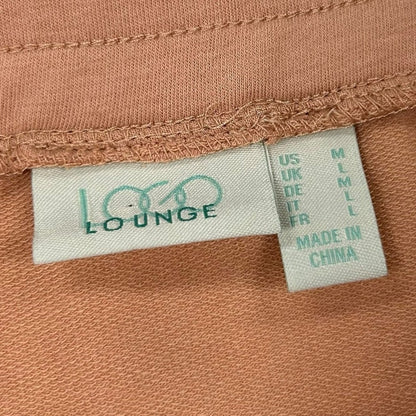 LOGO
LOUNGE
US M
UK L
DE M
IT L
FR L
MADE IN
CHINA